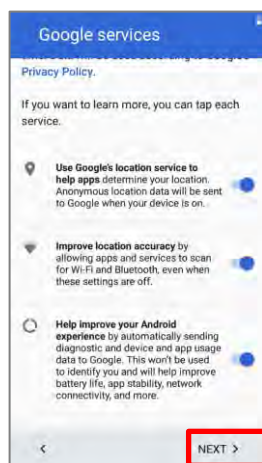 Google services
Privacy Policy.
If you want to learn more, you can tap each
service.
Use Google's location service to
help apps determine your location.
Anonymous location data will be sent
to Google when your device is on.
Improve location accuracy by
allowing apps and services to scan
for Wi-Fi and Bluetooth, even when
these settings are off.
Help improve your Android
experience by automatically sending
diagnostic and device and app usage
data to Google. This won't be used
to identify you and will help improve
battery life, app stability, network
connectivity, and more.
< NEXT >